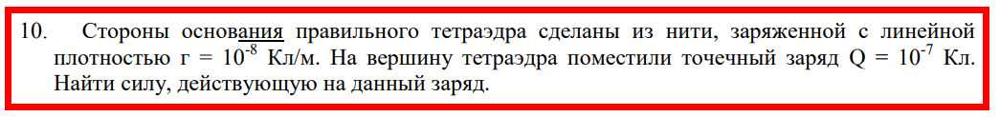 10. Стороны основания правильного тетраэдра сделаны из нити, заряженной с линейной
плотностью г = 10⁻⁸ Кл/м. На вершину тетраэдра поместили точечный заряд Q = 10⁻⁷ Кл.
Найти силу, действующую на данный заряд.